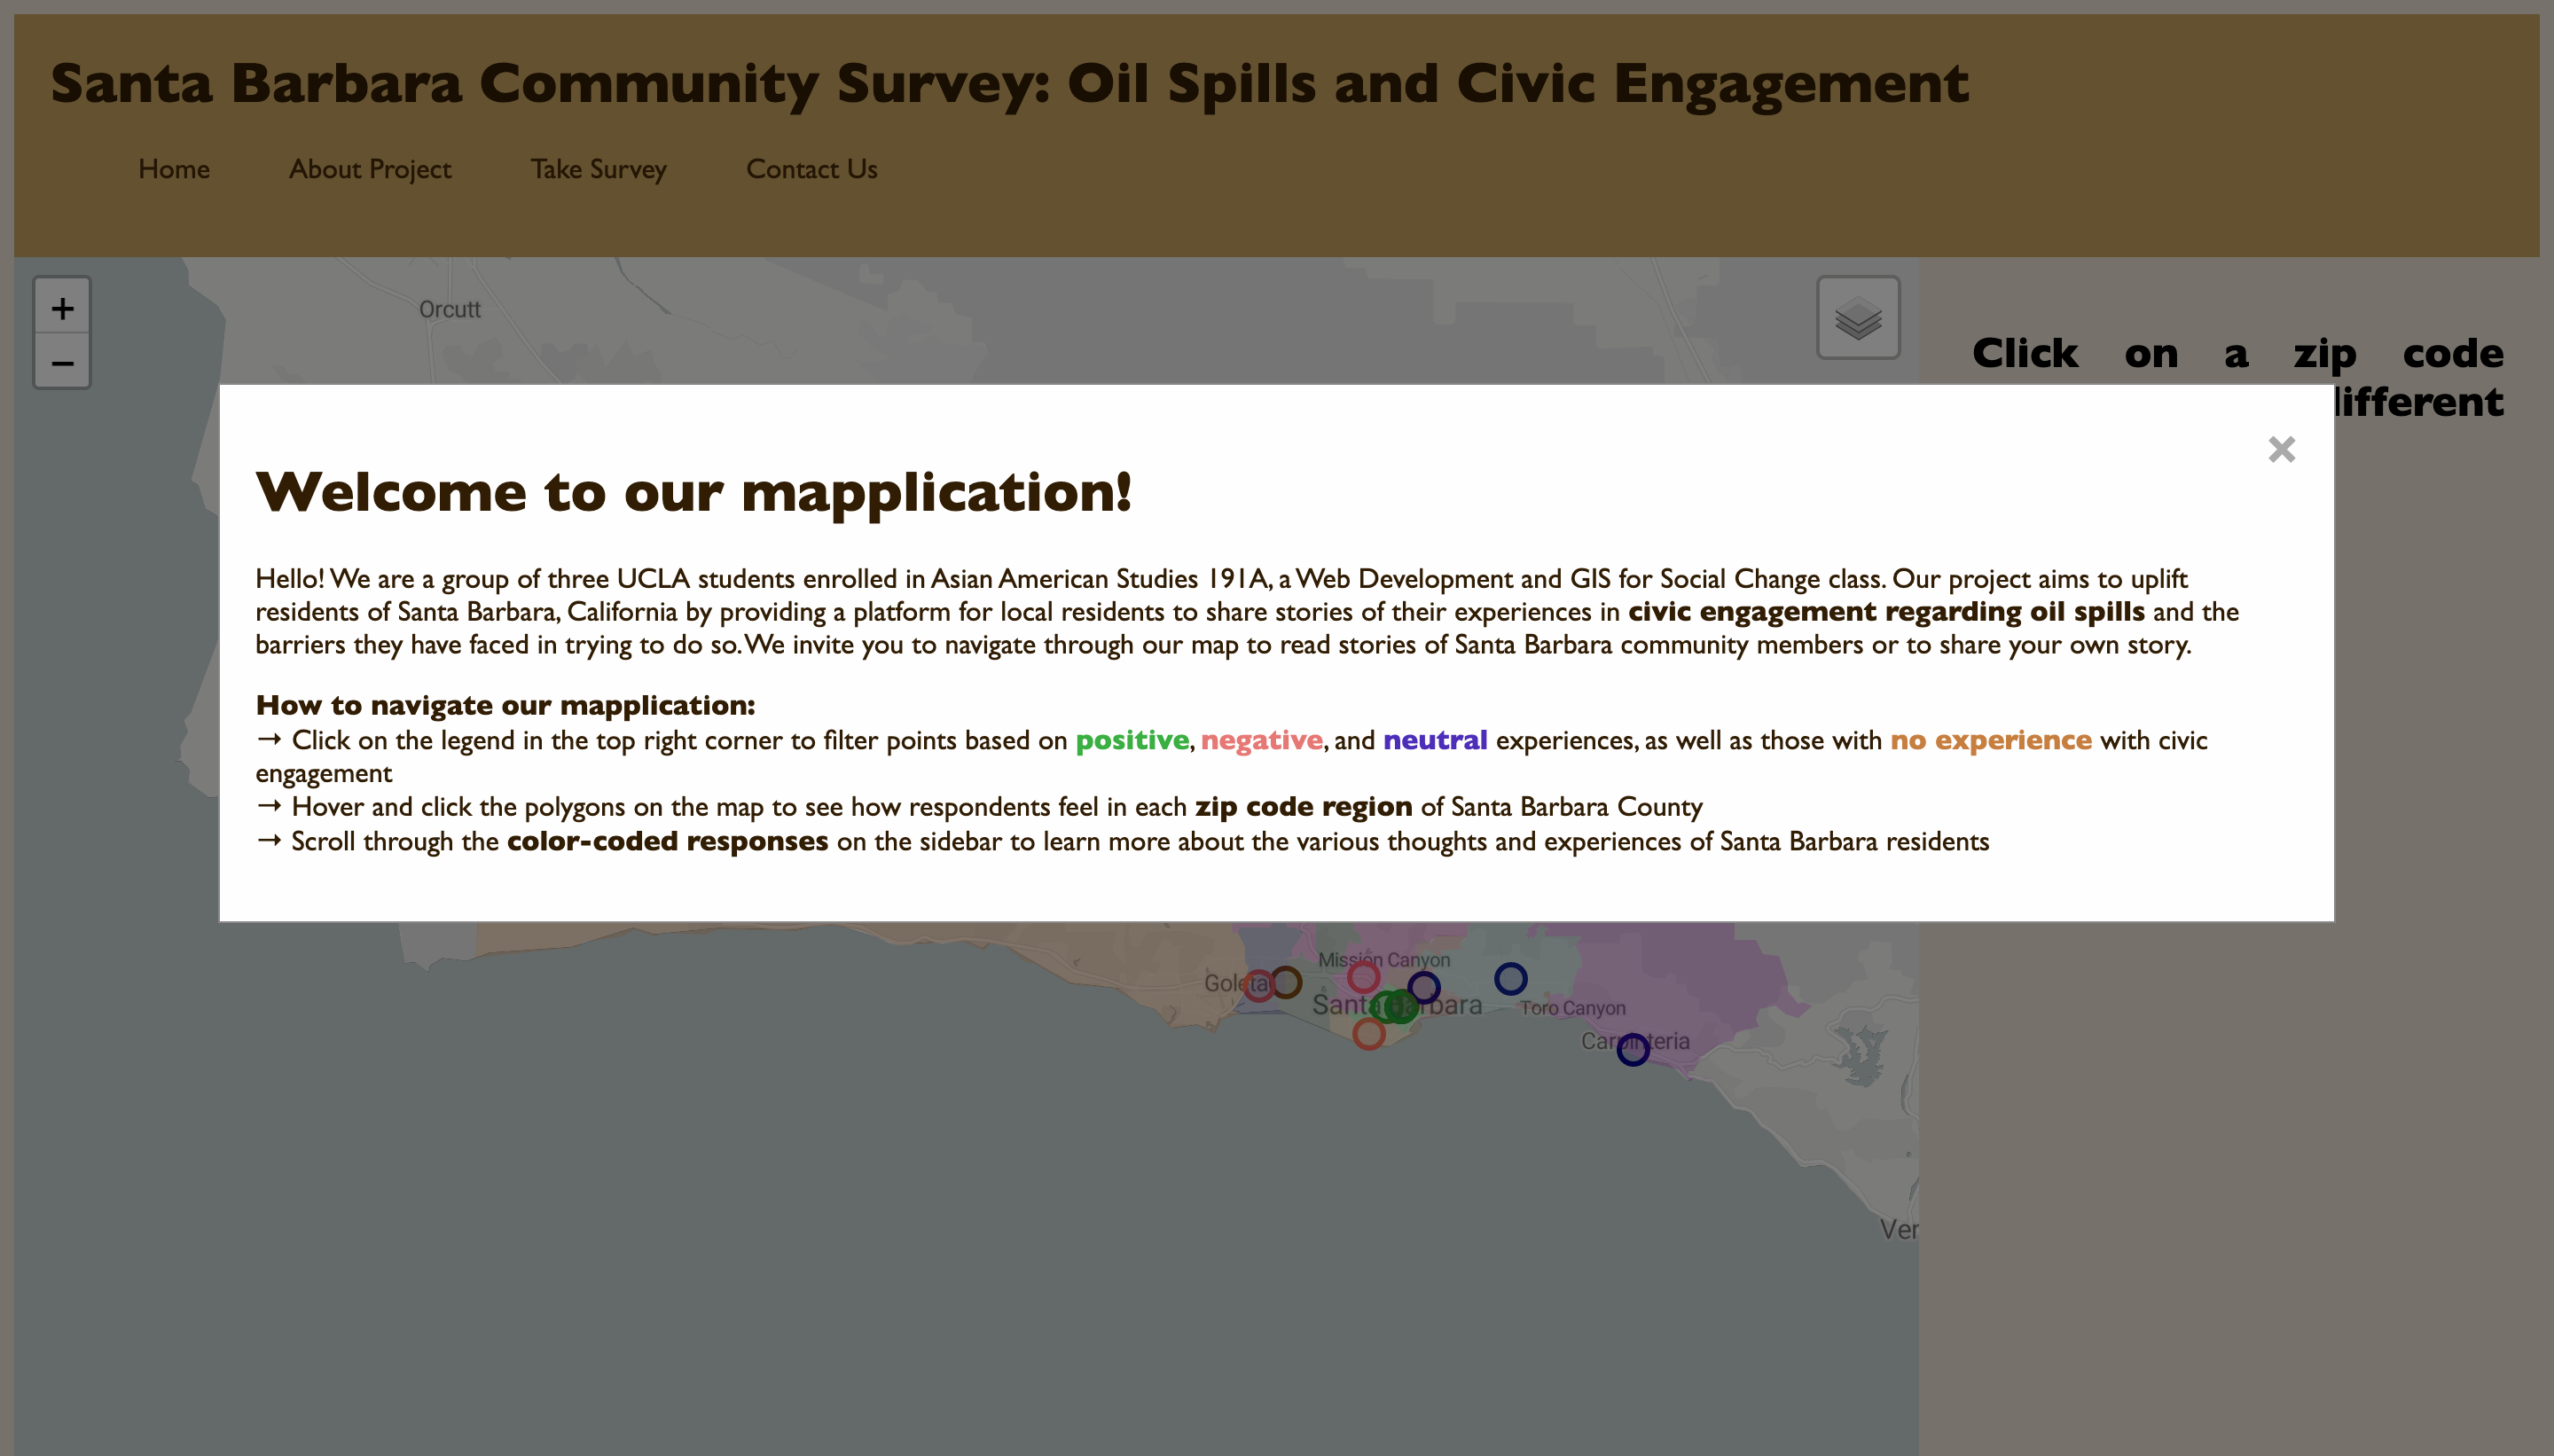 Santa Barbara Community Survey: Oil Spills and Civic Engagement
Home About Project Take Survey Contact Us
+
−
Orcutt
Click on a zip code
different
×
Welcome to our mapplication!
Hello! We are a group of three UCLA students enrolled in Asian American Studies 191A, a Web Development and GIS for Social Change class. Our project aims to uplift
residents of Santa Barbara, California by providing a platform for local residents to share stories of their experiences in civic engagement regarding oil spills and the
barriers they have faced in trying to do so. We invite you to navigate through our map to read stories of Santa Barbara community members or to share your own story.
How to navigate our mapplication:
→ Click on the legend in the top right corner to filter points based on positive, negative, and neutral experiences, as well as those with no experience with civic
engagement
→ Hover and click the polygons on the map to see how respondents feel in each zip code region of Santa Barbara County
→ Scroll through the color-coded responses on the sidebar to learn more about the various thoughts and experiences of Santa Barbara residents
Mission Canyon
Goleta
Santa Barbara
Toro Canyon
Carpinteria
Ven